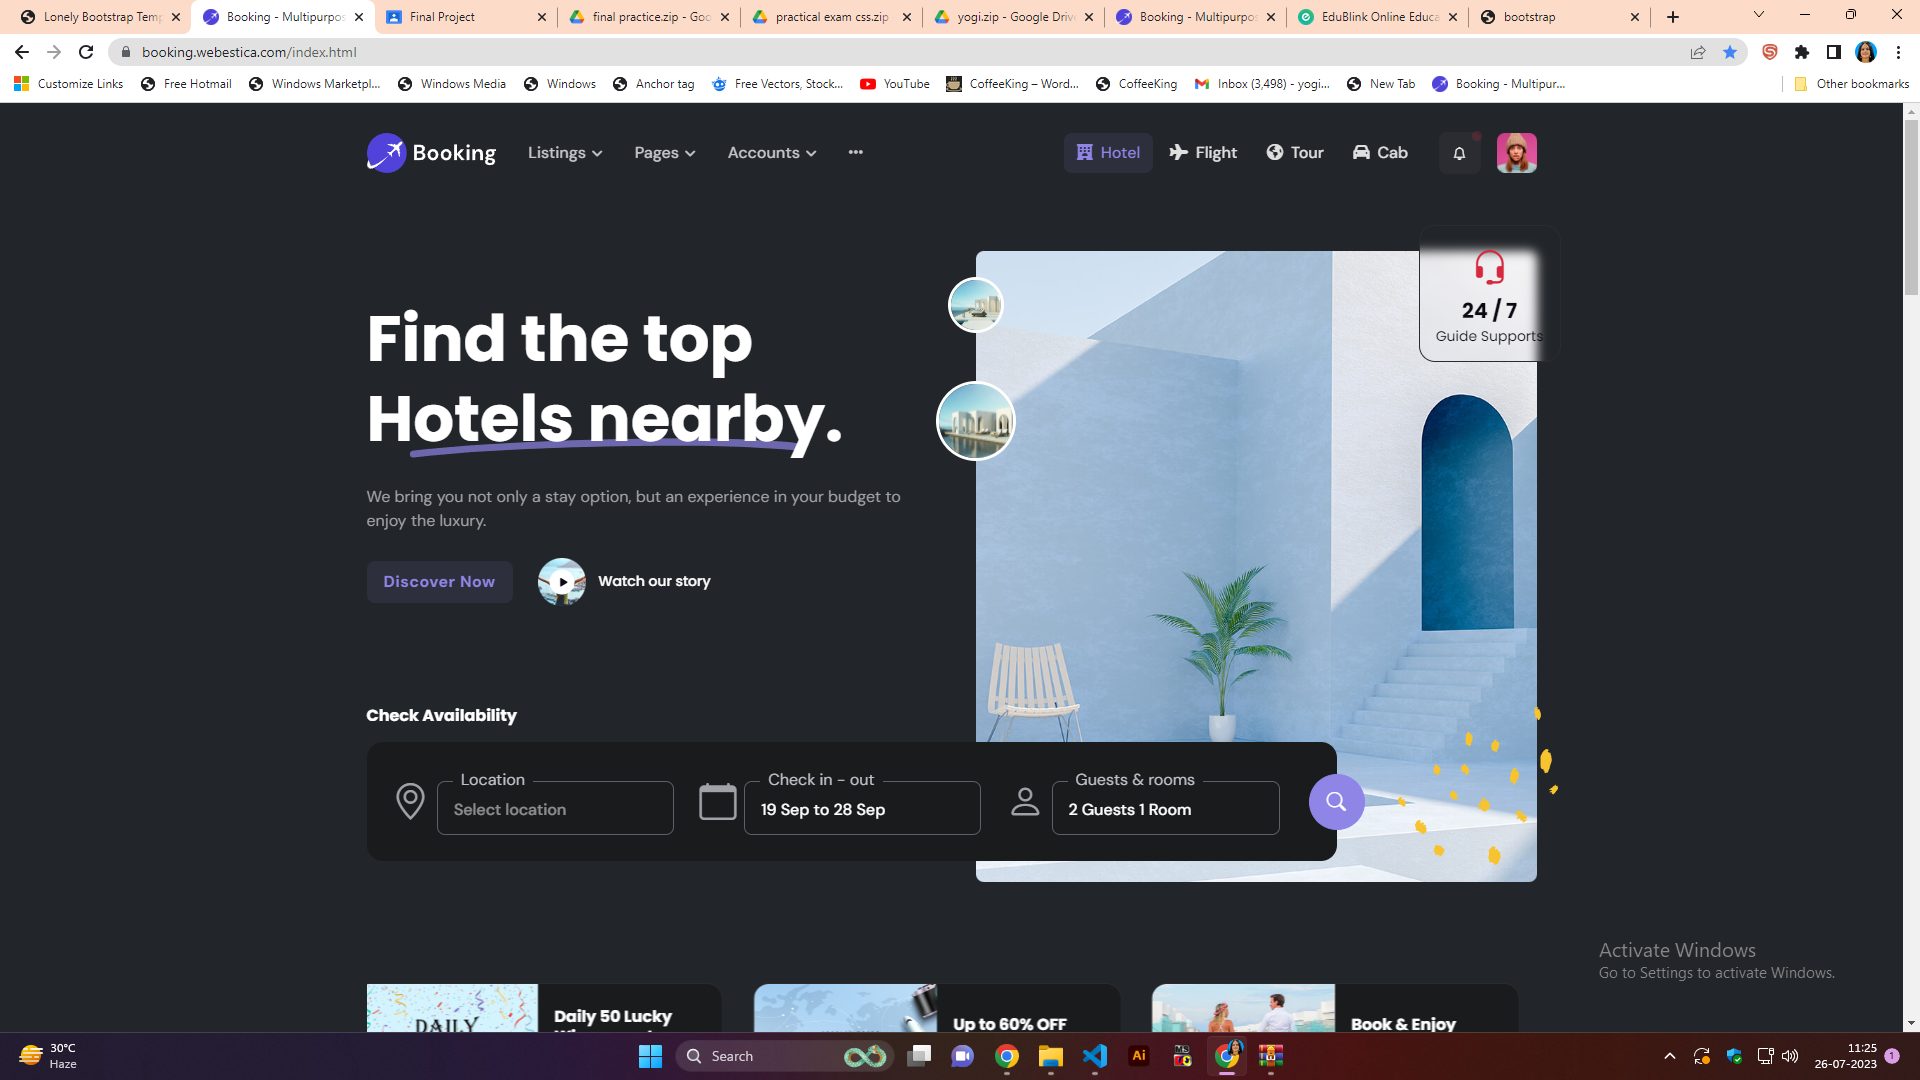 Lonely Bootstrap Temp
Booking - Multipurpos
Final Project
final practice.zip - Goo
practical exam css.zip
yogi.zip - Google Drive
Booking - Multipurpos
EduBlink Online Educa
bootstrap
booking.webestica.com/index.html
Customize Links
Free Hotmail
Windows Marketpl...
Windows Media
Windows
Anchor tag
Free Vectors, Stock...
YouTube
CoffeeKing – Word...
CoffeeKing
Inbox (3,498) - yogi...
New Tab
Booking - Multipur...
Other bookmarks
Booking
Listings
Pages
Accounts
Hotel
Flight
Tour
Cab
24 / 7
Guide Supports
Find the top
Hotels nearby.
We bring you not only a stay option, but an experience in your budget to
enjoy the luxury.
Discover Now
Watch our story
Check Availability
Location
Select location
Check in - out
19 Sep to 28 Sep
Guests & rooms
2 Guests 1 Room
Activate Windows
Go to Settings to activate Windows.
DAILY
Daily 50 Lucky
Up to 60% OFF
Book & Enjoy
30°C
Haze
Search
Ai
11:25
26-07-2023
1